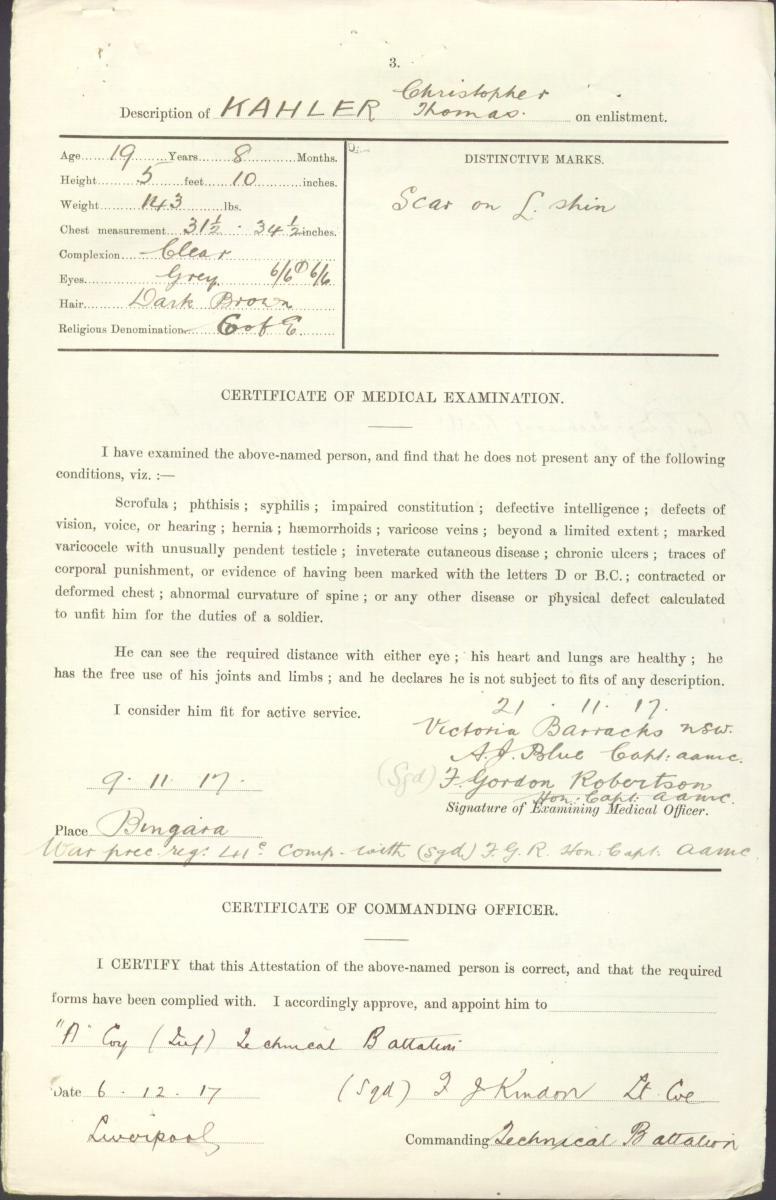 3.
Christopher
Description of KAHLER Thomas. on enlistment.
Age 19 Years 8 Months.
Height 5 feet 10 inches.
Weight 143 lbs.
Chest measurement 31½ - 34½ inches.
Complexion Clear
Eyes Grey 6/6 6/6
Hair Dark Brown
Religious Denomination C of E
DISTINCTIVE MARKS.
Scar on L. shin
CERTIFICATE OF MEDICAL EXAMINATION.
I have examined the above-named person, and find that he does not present any of the following
conditions, viz. :—
Scrofula ; phthisis ; syphilis ; impaired constitution ; defective intelligence ; defects of
vision, voice, or hearing ; hernia ; hæmorrhoids ; varicose veins ; beyond a limited extent ; marked
varicocele with unusually pendent testicle ; inveterate cutaneous disease ; chronic ulcers ; traces of
corporal punishment, or evidence of having been marked with the letters D or B.C. ; contracted or
deformed chest ; abnormal curvature of spine ; or any other disease or physical defect calculated
to unfit him for the duties of a soldier.
He can see the required distance with either eye ; his heart and lungs are healthy ; he
has the free use of his joints and limbs ; and he declares he is not subject to fits of any description.
I consider him fit for active service.
21 . 11 . 17.
Victoria Barracks NSW.
A.J. Blue Capt: aamc.
9 . 11 . 17.
(Sgd) F. Gordon Robertson
Hon: Capt: aamc.
Signature of Examining Medical Officer.
Place Bingara
War prec. reg: Comp. with (Sgd) F. G. R. Hon: Capt: aamc
CERTIFICATE OF COMMANDING OFFICER.
I CERTIFY that this Attestation of the above-named person is correct, and that the required
forms have been complied with. I accordingly approve, and appoint him to
"A" Coy (Inf) Technical Battalion
Date 6 . 12 . 17 (Sgd) F J Kindon Lt Col
Liverpool Commanding Technical Battalion